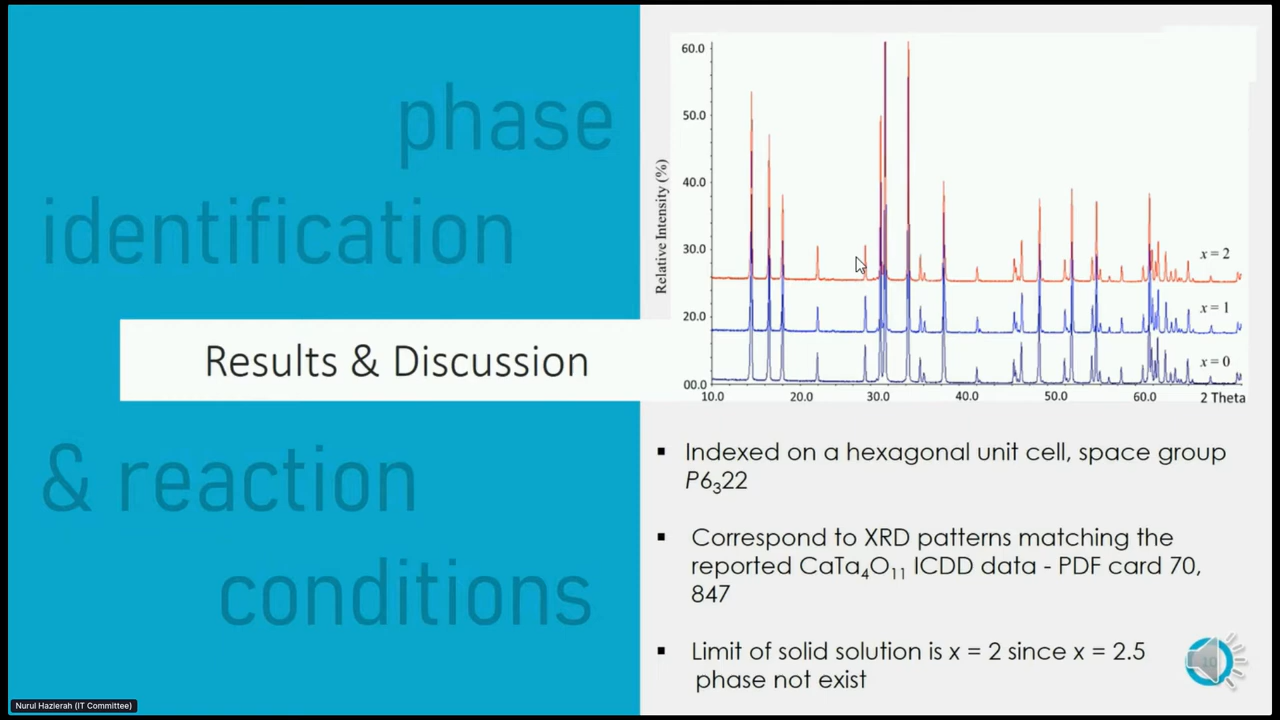 phase
identification
Results & Discussion
& reaction
conditions
Relative Intensity (%)
60.0
50.0
40.0
30.0
20.0
00.0
10.0 20.0 30.0 40.0 50.0 60.0 2 Theta
x = 2
x = 1
x = 0
▪ Indexed on a hexagonal unit cell, space group
P6₃22
▪ Correspond to XRD patterns matching the
reported CaTa₄O₁₁ ICDD data - PDF card 70,
847
▪ Limit of solid solution is x = 2 since x = 2.5
phase not exist
10
Nurul Hazierah (IT Committee)